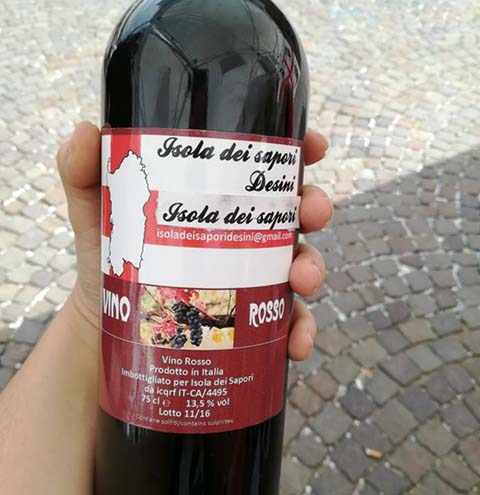 Isola dei sapori
Desini
Isola dei sapori
isoladeisaporidesini@gmail.com
VINO ROSSO
Vino Rosso
Prodotto in Italia
Imbottigliato per Isola dei Sapori
da icqrf IT-CA/4495
75 cl e 13,5 % vol
Lotto 11/16
Contiene solfiti/contains sulphites